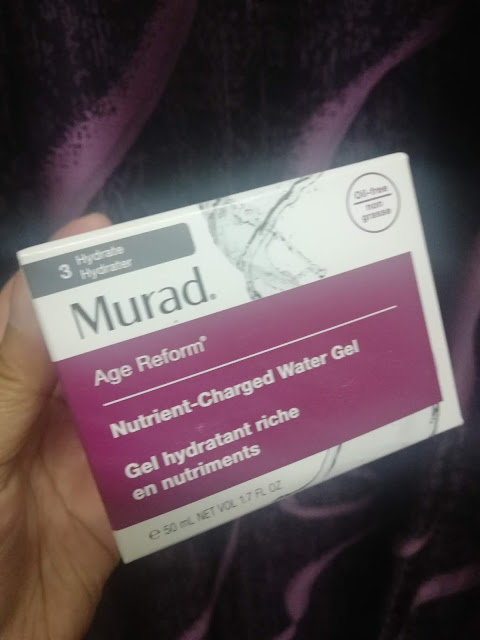 3 Hydrate
Hydrater
Oil-free
non
grasse
Murad.
Age Reform®
Nutrient-Charged Water Gel
Gel hydratant riche
en nutriments
℮ 50 mL NET VOL 1.7 FL OZ